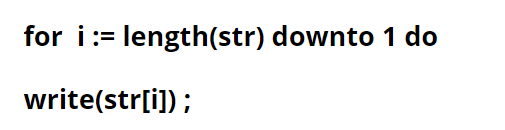 for  i := length(str) downto 1 do
write(str[i]) ;